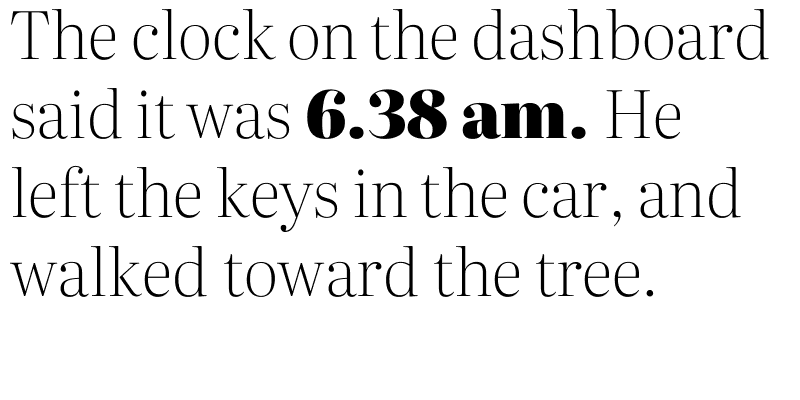 The clock on the dashboard
said it was 6.38 am. He
left the keys in the car, and
walked toward the tree.